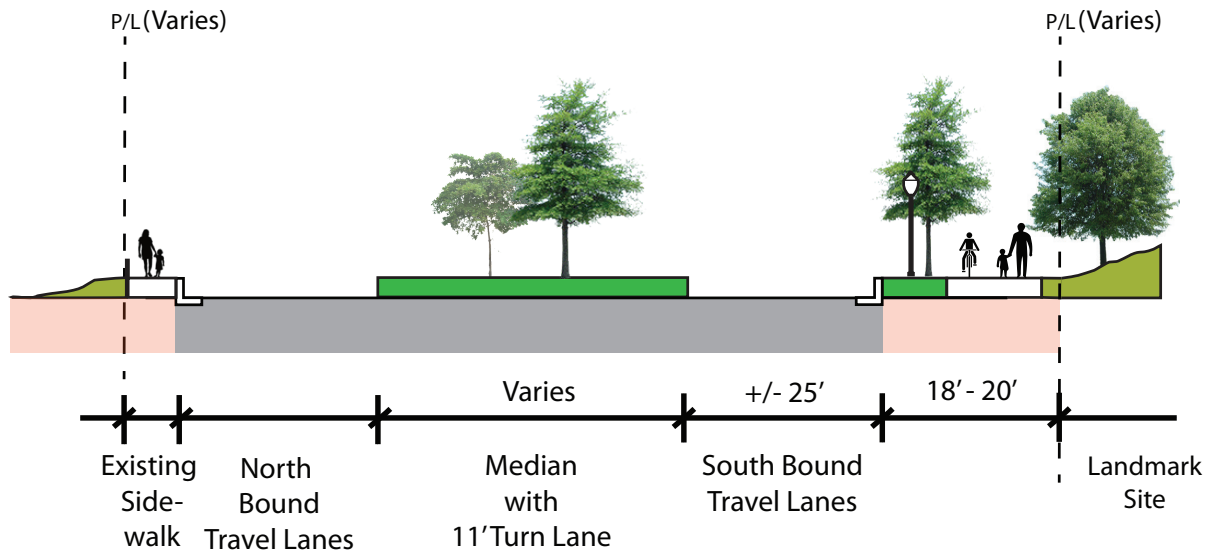 P/L (Varies)
P/L (Varies)
Varies
+/- 25’
18’ - 20’
Existing
Side-
walk
North
Bound
Travel Lanes
Median
with
11’ Turn Lane
South Bound
Travel Lanes
Landmark
Site